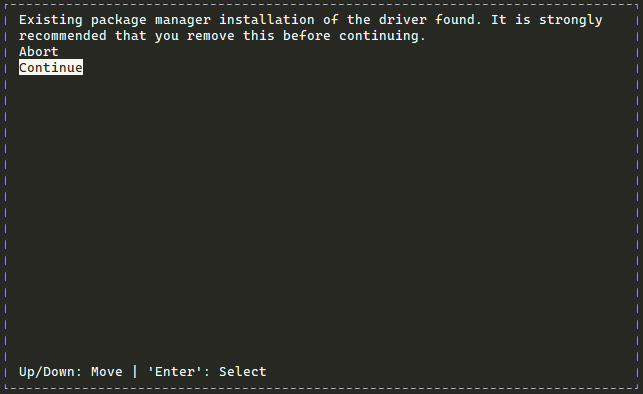 Existing package manager installation of the driver found. It is strongly
recommended that you remove this before continuing.
Abort
Continue
Up/Down: Move | 'Enter': Select